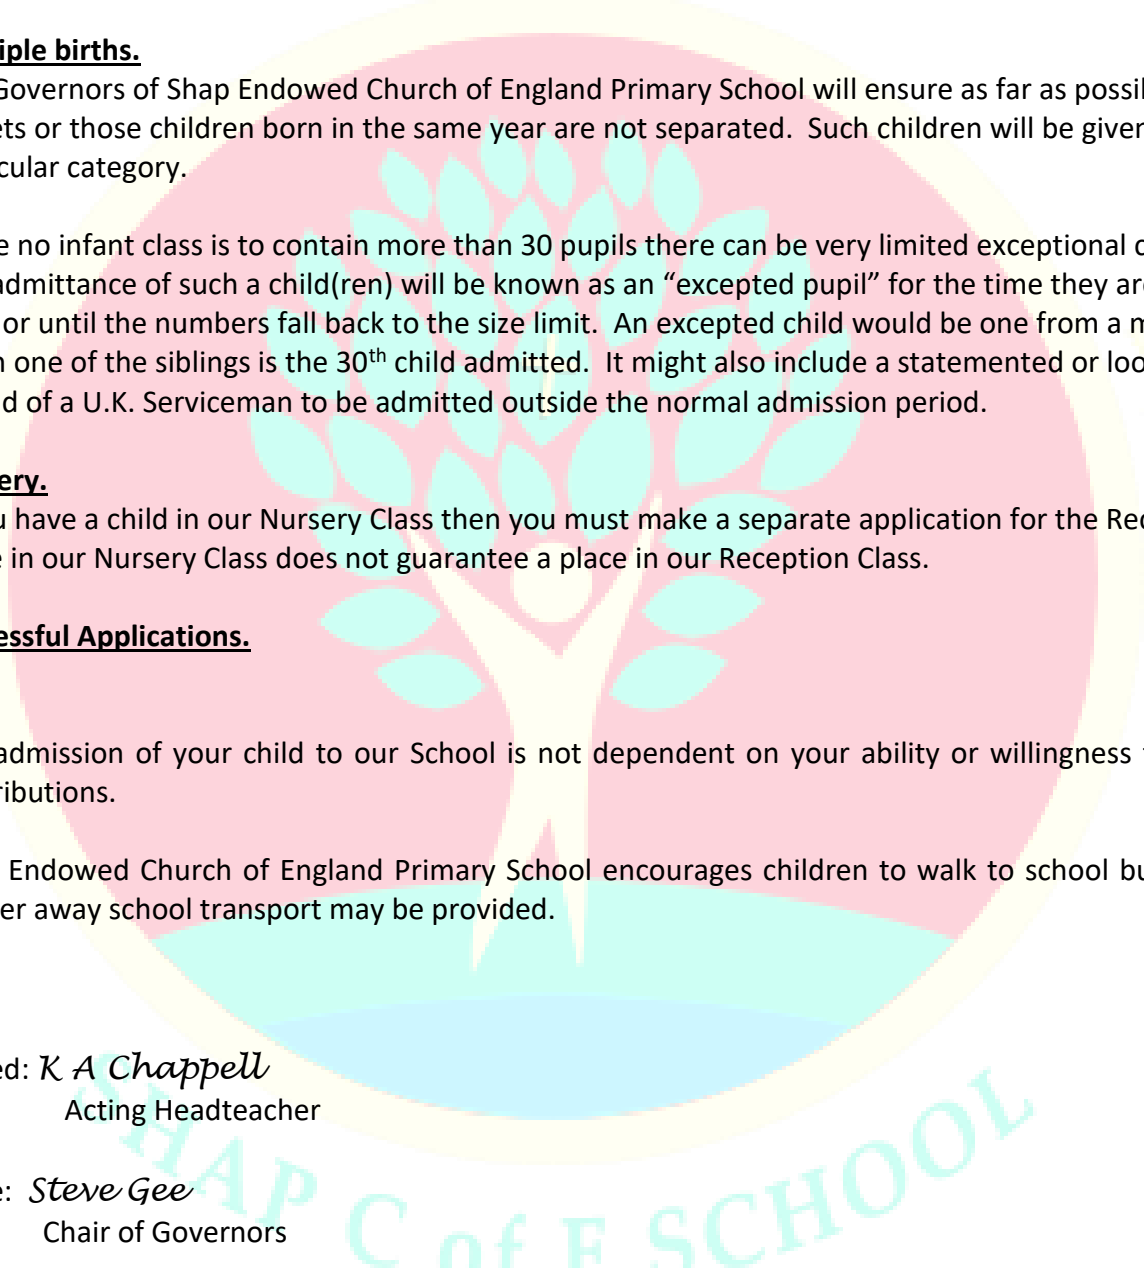 iple births.
Governors of Shap Endowed Church of England Primary School will ensure as far as possil
ets or those children born in the same year are not separated.  Such children will be given
cular category.
e no infant class is to contain more than 30 pupils there can be very limited exceptional c
admittance of such a child(ren) will be known as an “excepted pupil” for the time they are
or until the numbers fall back to the size limit.  An excepted child would be one from a m
n one of the siblings is the 30th child admitted.  It might also include a statemented or loo
d of a U.K. Serviceman to be admitted outside the normal admission period.
ery.
u have a child in our Nursery Class then you must make a separate application for the Rec
e in our Nursery Class does not guarantee a place in our Reception Class.
essful Applications.
admission of your child to our School is not dependent on your ability or willingness t
ributions.
Endowed Church of England Primary School encourages children to walk to school bu
er away school transport may be provided.
ed: K A Chappell
Acting Headteacher
e: Steve Gee
Chair of Governors
SHAP C of E SCHOOL